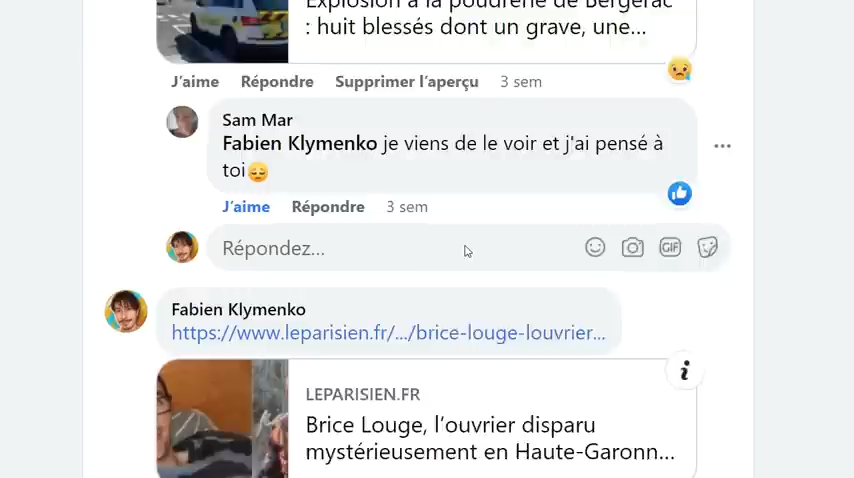 Explosion à la poudrerie de Bergerac
: huit blessés dont un grave, une...
J'aime Répondre Supprimer l'aperçu 3 sem
Sam Mar
Fabien Klymenko je viens de le voir et j'ai pensé à
toi
J'aime Répondre 3 sem
Répondez...
GIF
Fabien Klymenko
https://www.leparisien.fr/.../brice-louge-louvrier...
LEPARISIEN.FR
Brice Louge, l'ouvrier disparu
mystérieusement en Haute-Garonn...